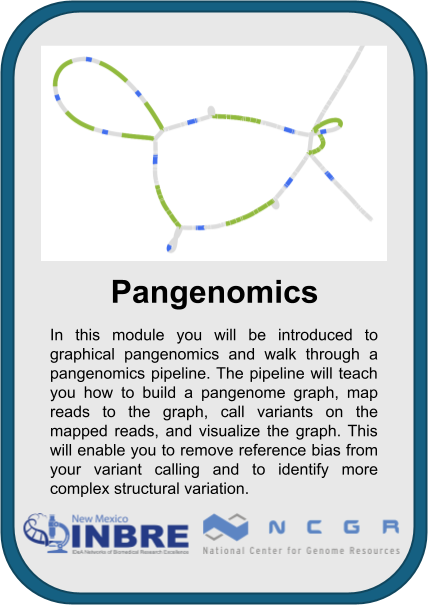 Pangenomics
In this module you will be introduced to
graphical pangenomics and walk through a
pangenomics pipeline. The pipeline will teach
you how to build a pangenome graph, map
reads to the graph, call variants on the
mapped reads, and visualize the graph. This
will enable you to remove reference bias from
your variant calling and to identify more
complex structural variation.
New Mexico
INBRE
IDeA Networks of Biomedical Research Excellence
N C G R
National Center for Genome Resources